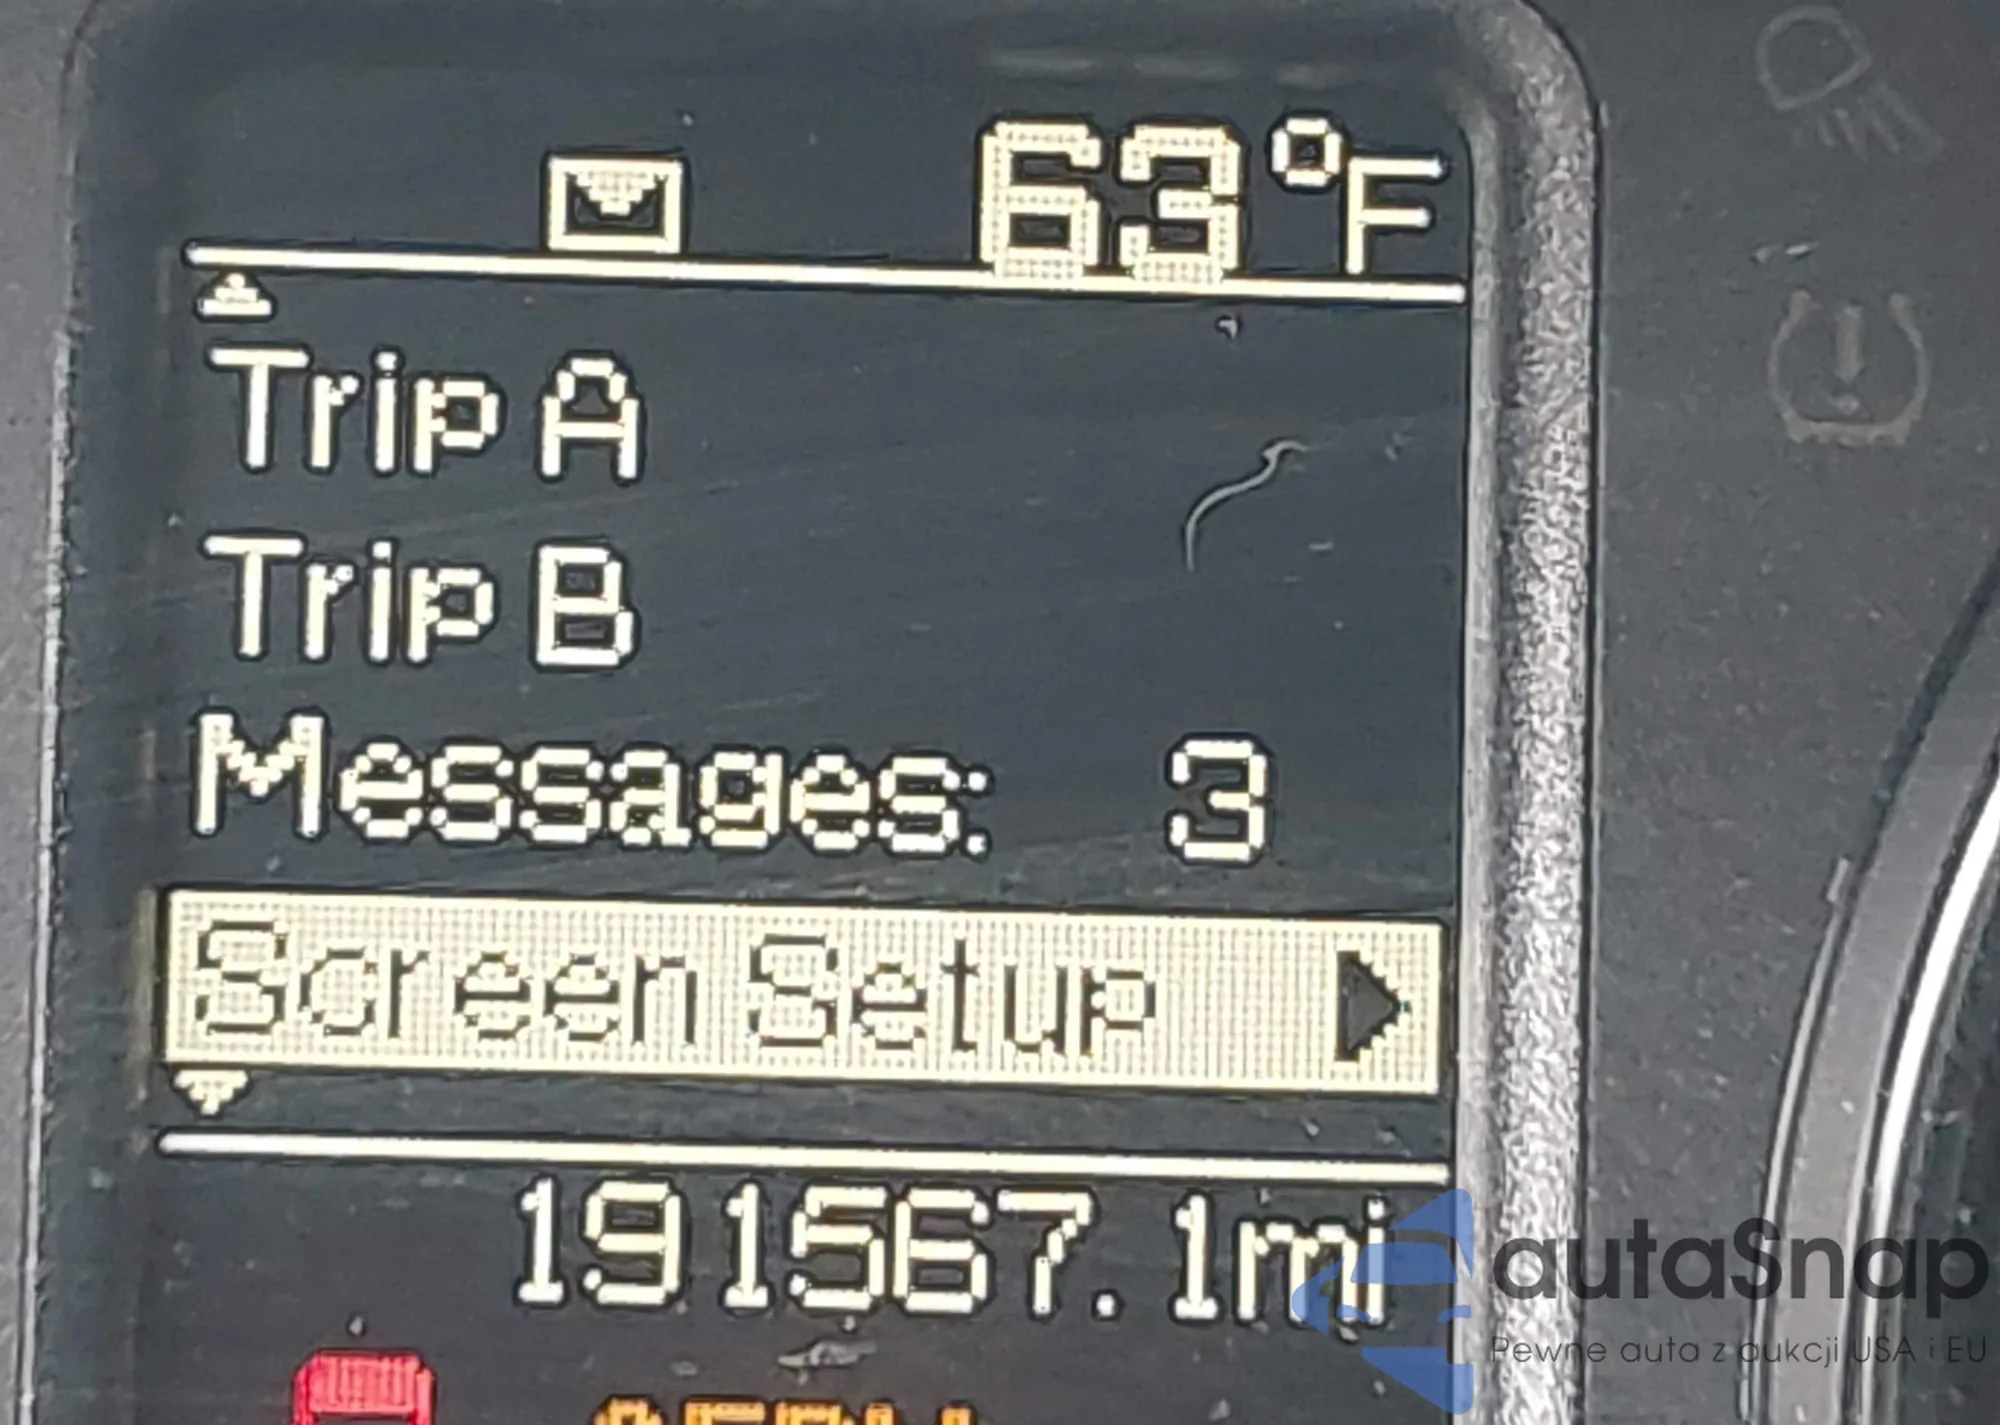 63°F
Trip A
Trip B
Messages: 3
Screen Setup
191567.1mi
autaSnap
Pewne auta z aukcji USA i EU